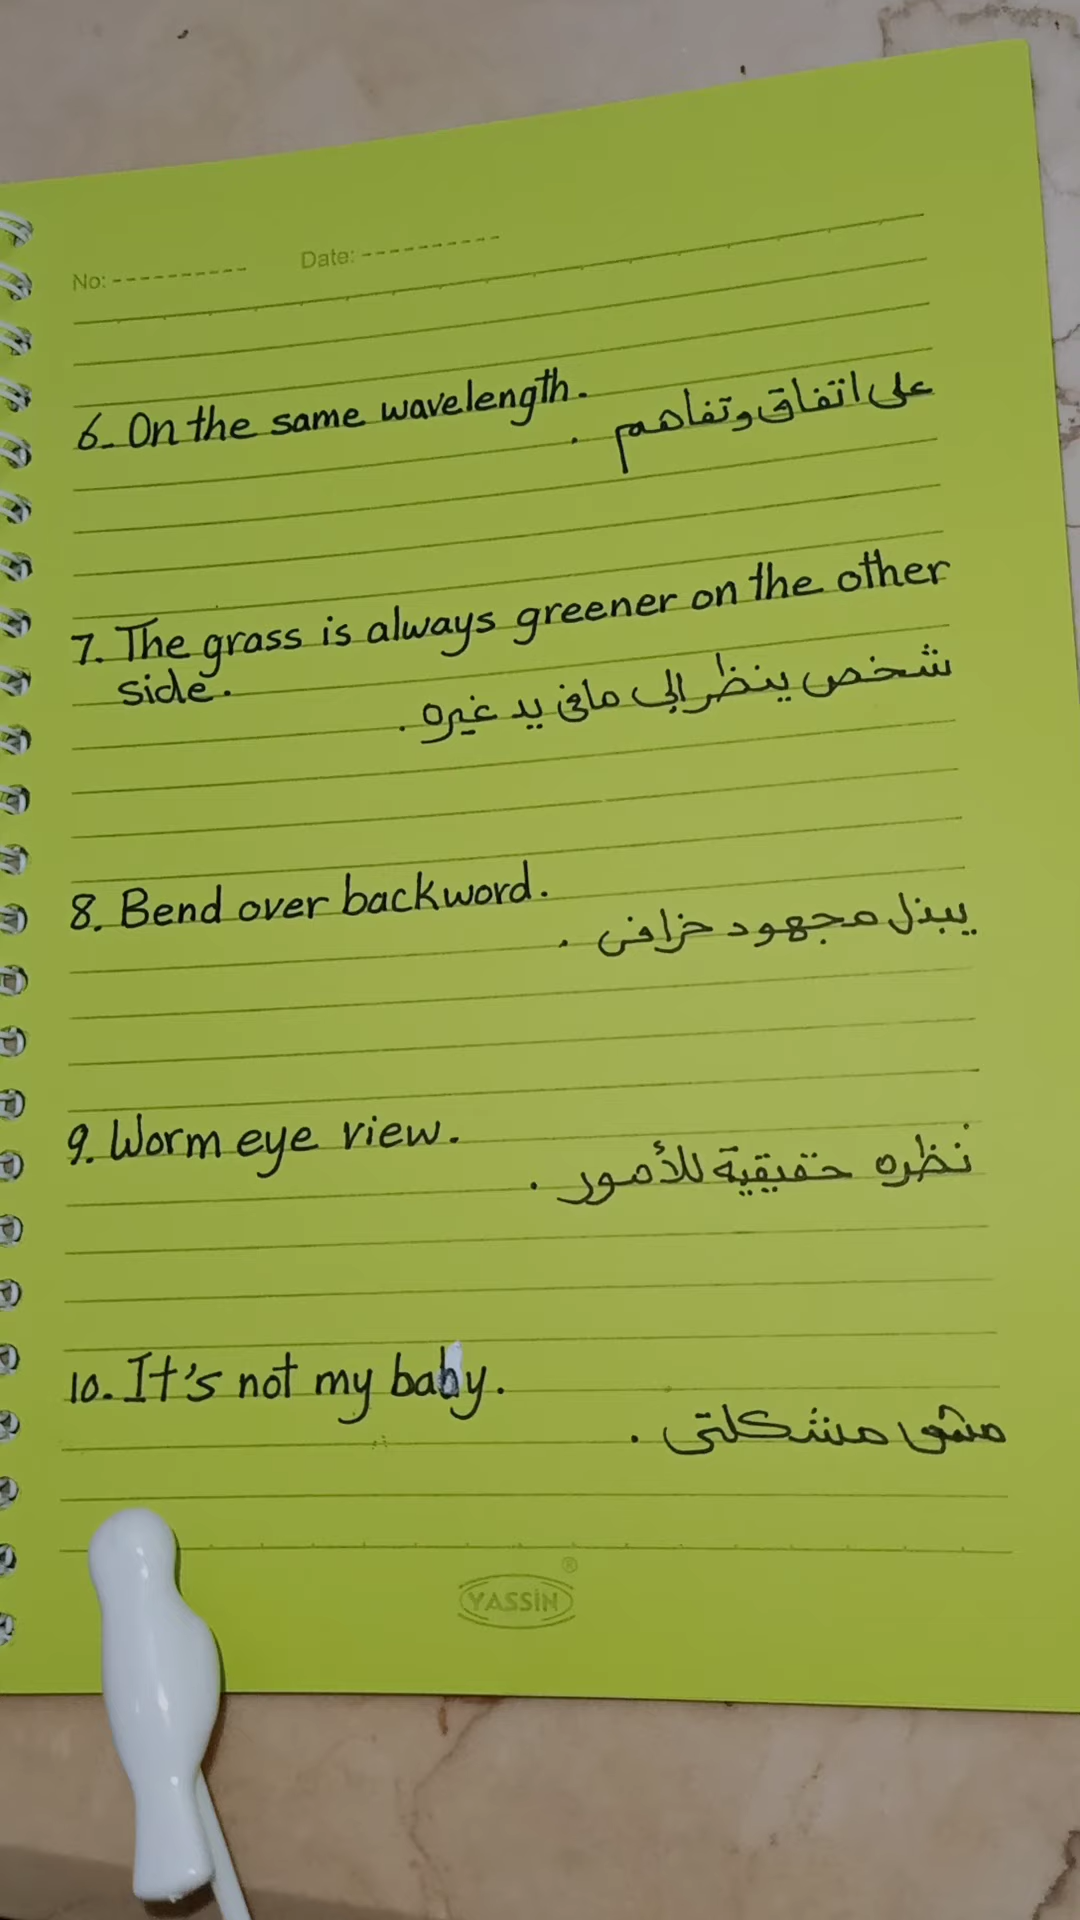 No: ---------- Date: ----------
6- On the same wavelength.
على اتفاق وتفاهم .
7. The grass is always greener on the other
side.
شخص ينظر إلى مافى يد غيره .
8. Bend over backword.
يبذل مجهود خرافى .
9. Worm eye view.
نظره حقيقية للأمور .
10. It's not my baby.
مش مشكلتى .
YASSİN ®